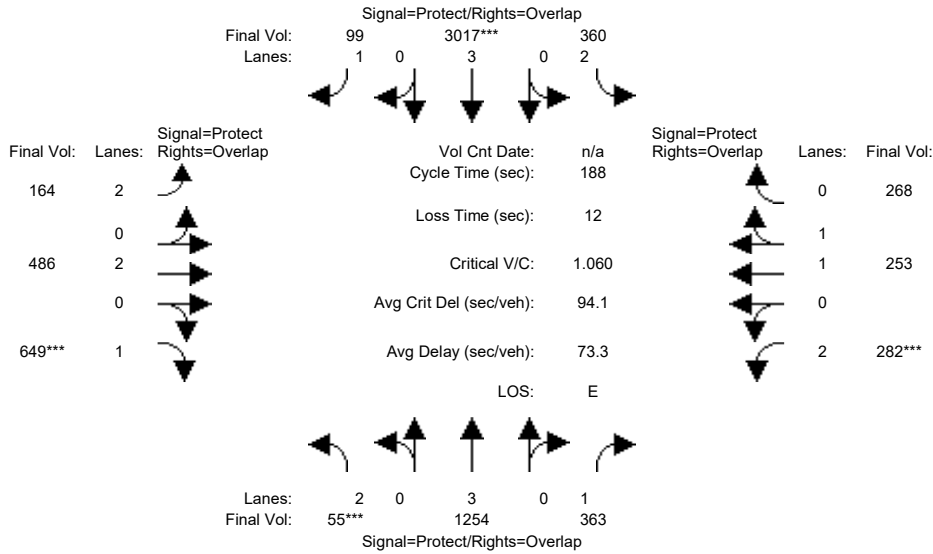 Signal=Protect/Rights=Overlap
Final Vol: 99 3017*** 360
Lanes: 1 0 3 0 2
Signal=Protect
Final Vol: Lanes: Rights=Overlap
Vol Cnt Date: n/a
Signal=Protect
Rights=Overlap Lanes: Final Vol:
Cycle Time (sec): 188
164 2
0 268
Loss Time (sec): 12
0
1
486 2
Critical V/C: 1.060
1 253
0
Avg Crit Del (sec/veh): 94.1
0
649*** 1
Avg Delay (sec/veh): 73.3
2 282***
LOS: E
Lanes: 2 0 3 0 1
Final Vol: 55*** 1254 363
Signal=Protect/Rights=Overlap